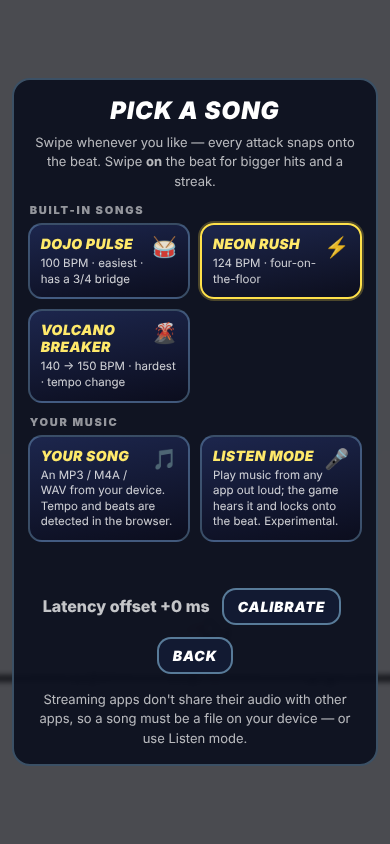 PICK A SONG
Swipe whenever you like — every attack snaps onto
the beat. Swipe on the beat for bigger hits and a
streak.
BUILT-IN SONGS
DOJO PULSE
100 BPM · easiest ·
has a 3/4 bridge
NEON RUSH
124 BPM · four-on-
the-floor
VOLCANO
BREAKER
140 → 150 BPM · hardest
· tempo change
YOUR MUSIC
YOUR SONG
An MP3 / M4A /
WAV from your device.
Tempo and beats are
detected in the browser.
LISTEN MODE
Play music from any
app out loud; the game
hears it and locks onto
the beat. Experimental.
Latency offset +0 ms
CALIBRATE
BACK
Streaming apps don't share their audio with other
apps, so a song must be a file on your device — or
use Listen mode.